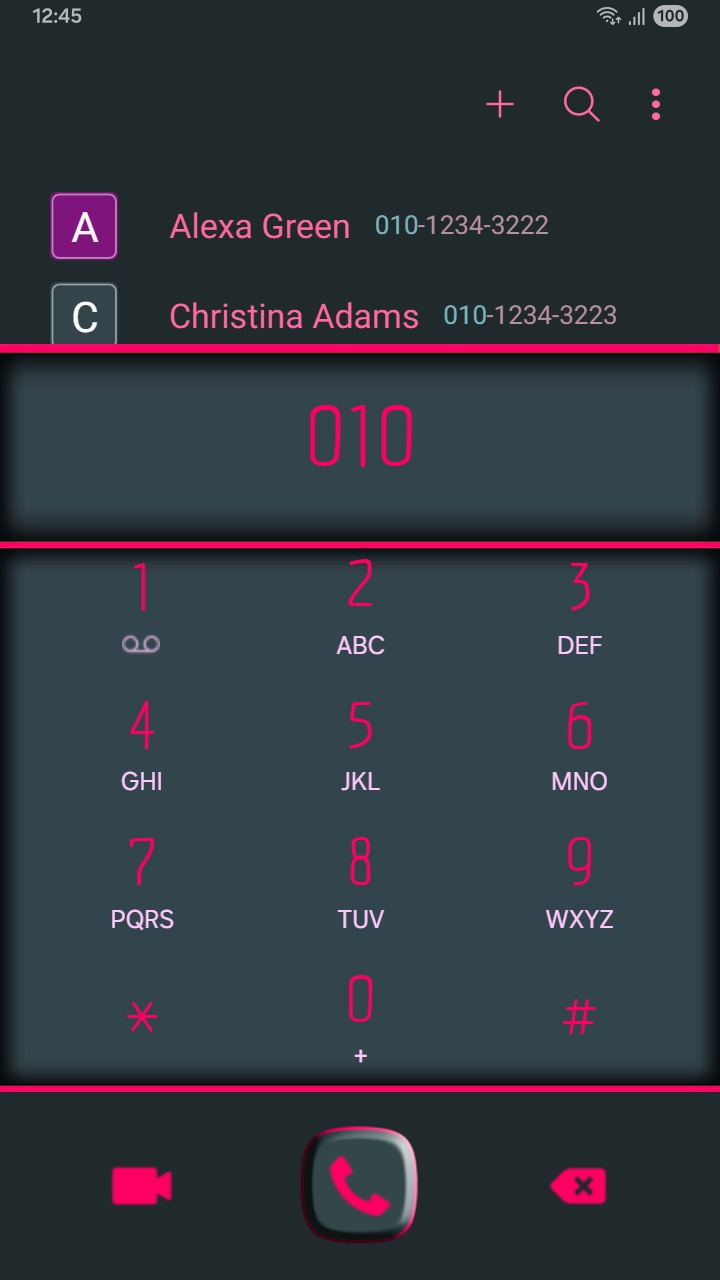 12:45 100
A Alexa Green 010-1234-3222
C Christina Adams 010-1234-3223
010
1 2 3
ABC DEF
4 5 6
GHI JKL MNO
7 8 9
PQRS TUV WXYZ
* 0 #
+